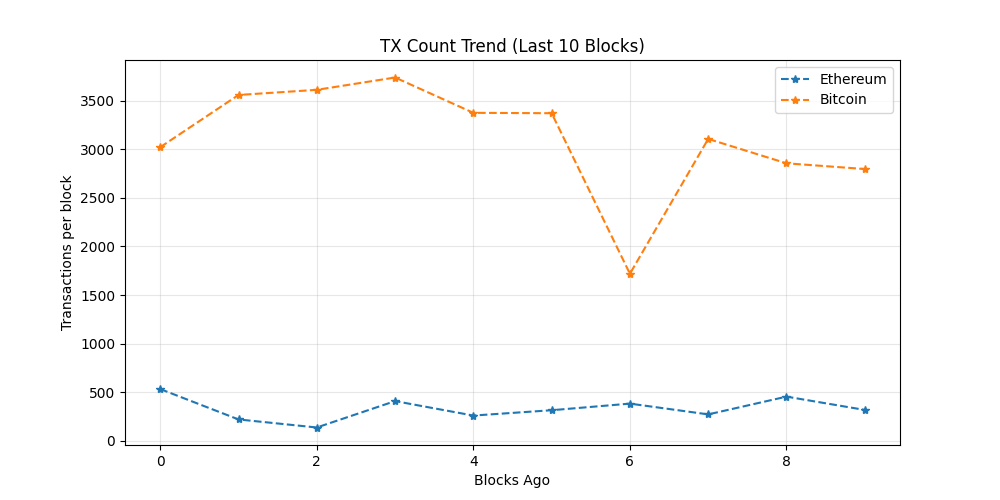 TX Count Trend (Last 10 Blocks)
Ethereum
Bitcoin
Transactions per block
3500
3000
2500
2000
1500
1000
500
0
0 2 4 6 8
Blocks Ago